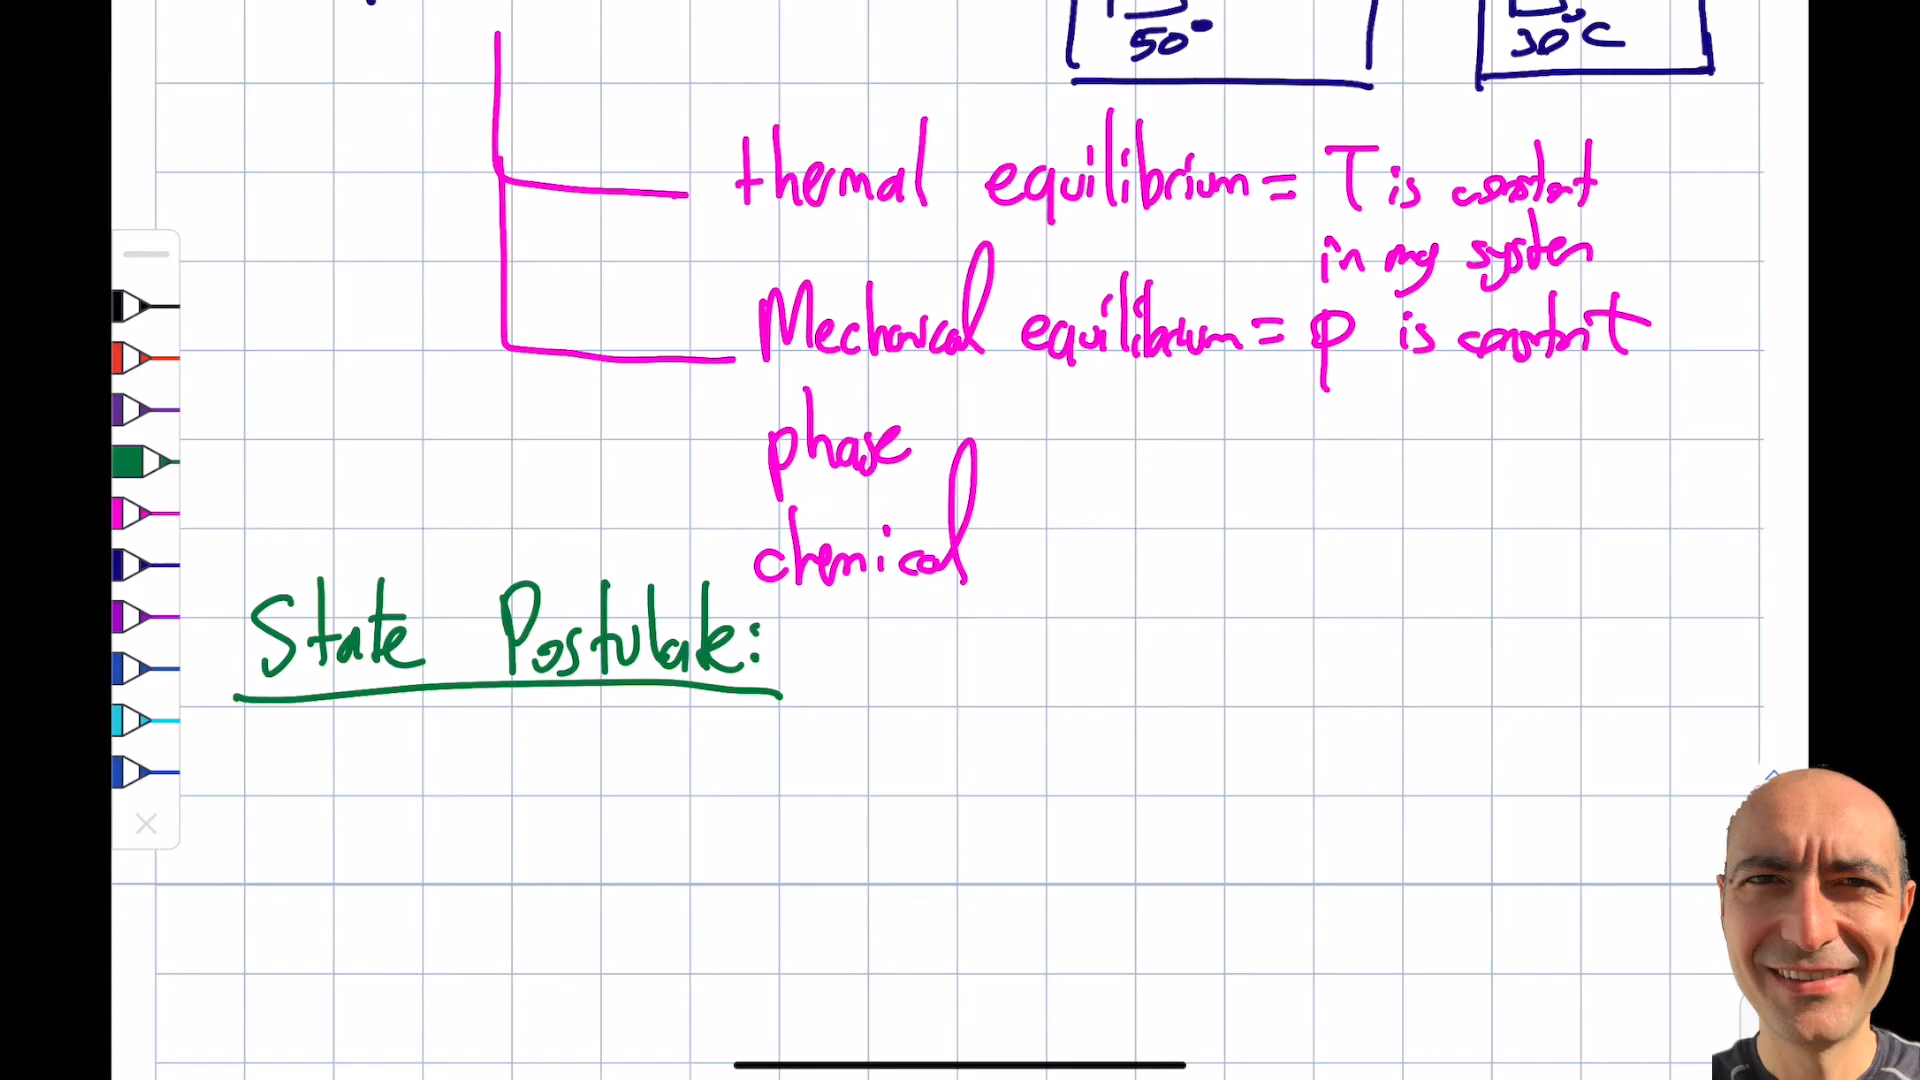 50°
30°C
thermal equilibrium = T is constant
in my system
Mechanical equilibrium = P is constant
phase
chemical
State Postulate: